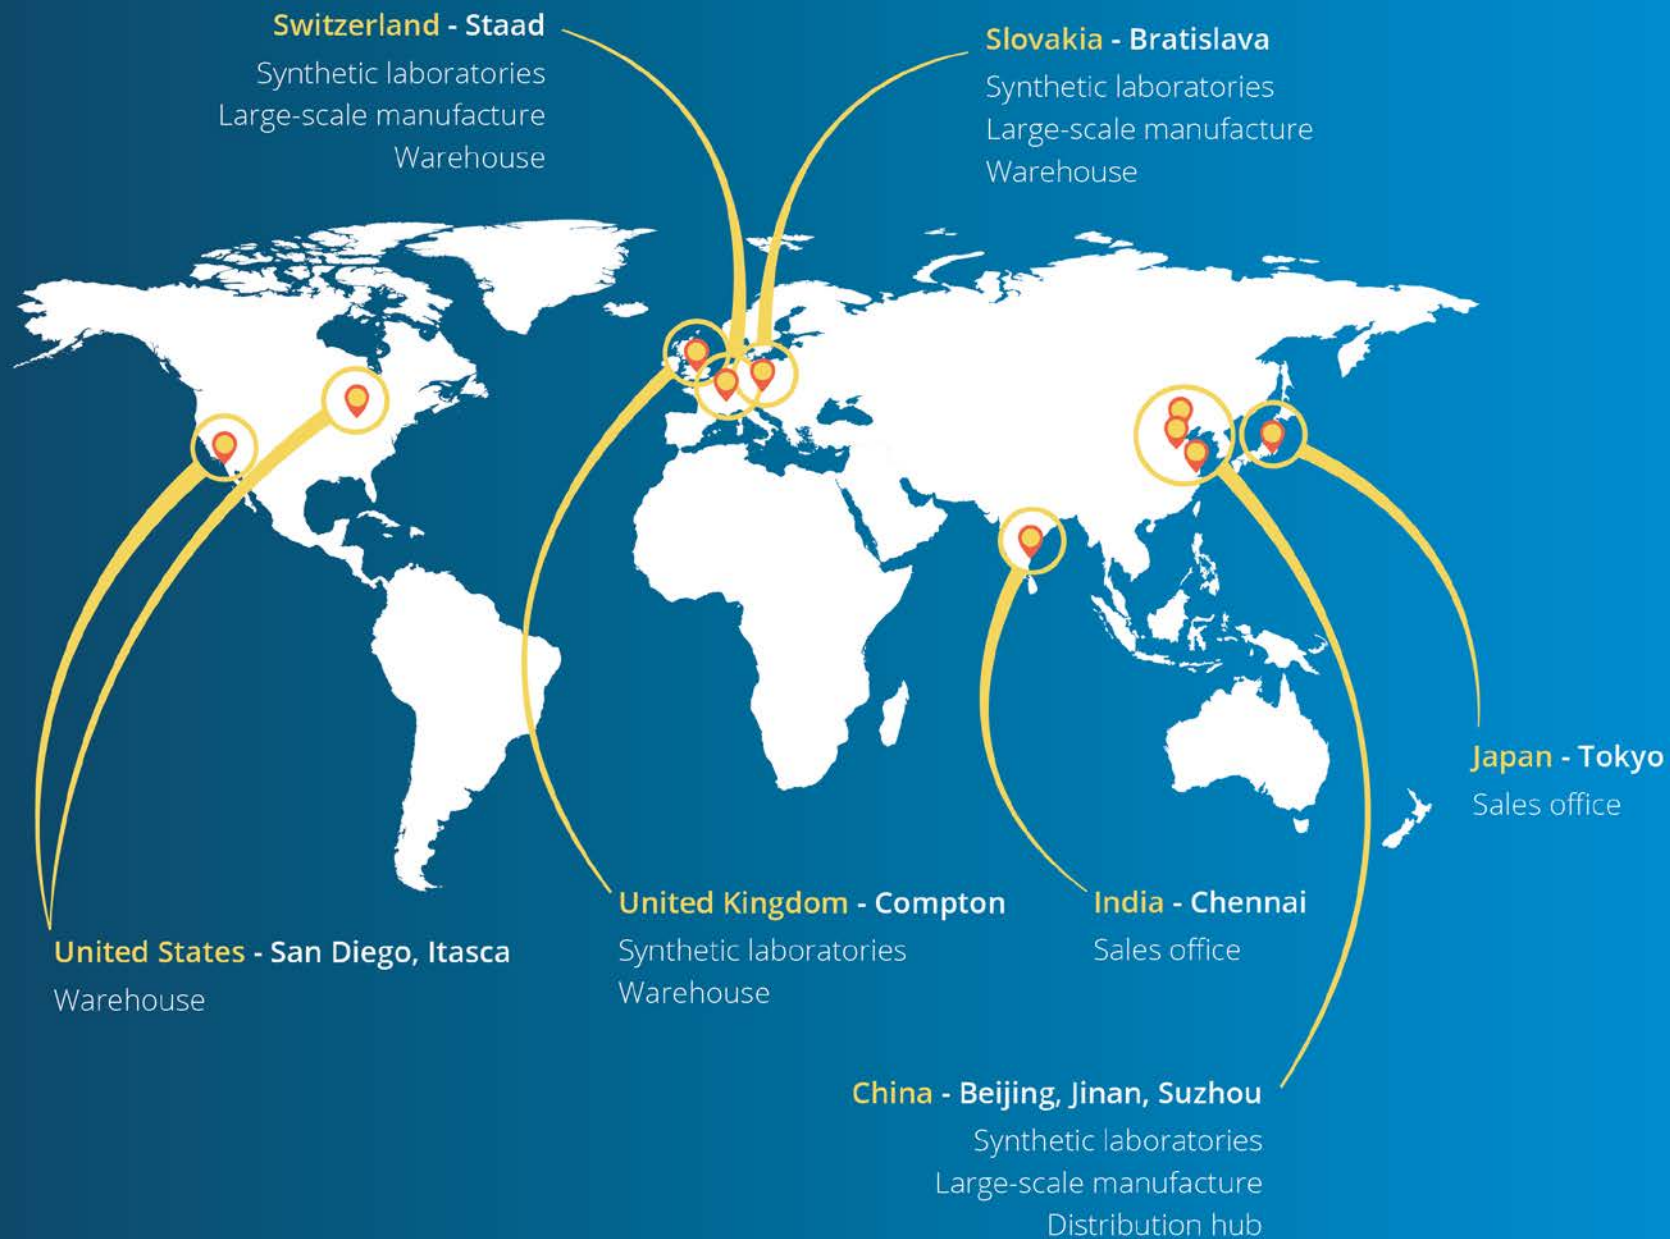 Switzerland - Staad
Synthetic laboratories
Large-scale manufacture
Warehouse
Slovakia - Bratislava
Synthetic laboratories
Large-scale manufacture
Warehouse
Japan - Tokyo
Sales office
United States - San Diego, Itasca
Warehouse
United Kingdom - Compton
Synthetic laboratories
Warehouse
India - Chennai
Sales office
China - Beijing, Jinan, Suzhou
Synthetic laboratories
Large-scale manufacture
Distribution hub